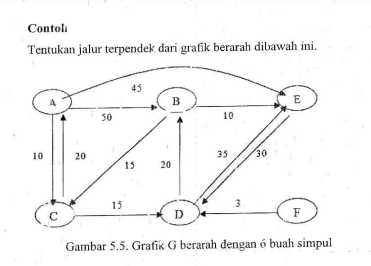 Contoh
Tentukan jalur terpendek dari grafik berarah dibawah ini.
45
A
B
E
50
10
10
20
15
20
35
30
15
3
C
D
F
Gambar 5.5. Grafik G berarah dengan 6 buah simpul